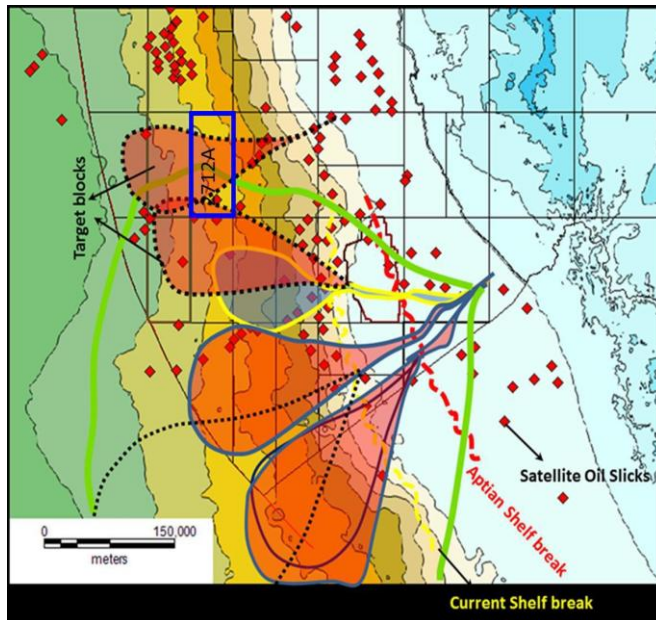 2712A
Target blocks
Satellite Oil Slicks
Aptian Shelf break
0 150,000
meters
Current Shelf break